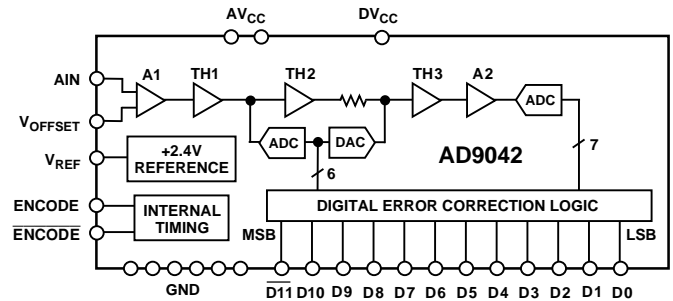 AVCC DVCC
AIN A1 TH1 TH2 TH3 A2
ADC
VOFFSET
ADC DAC
AD9042
7
VREF +2.4V REFERENCE
6
ENCODE INTERNAL TIMING
DIGITAL ERROR CORRECTION LOGIC
ENCODE MSB LSB
GND D11 D10 D9 D8 D7 D6 D5 D4 D3 D2 D1 D0